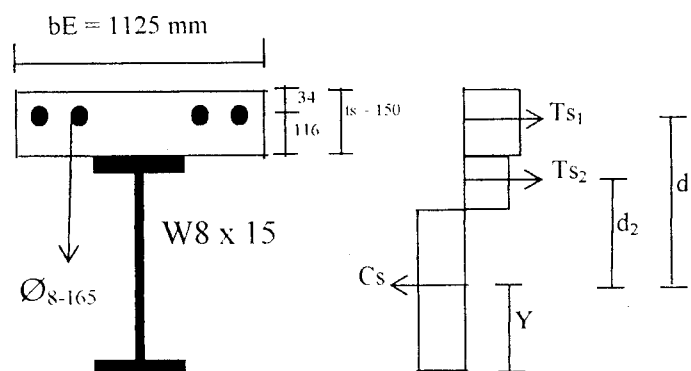 bE = 1125 mm
34
116
ts - 150
W8 x 15
Ø8-165
Ts1
Ts2
d
d2
Cs
Y